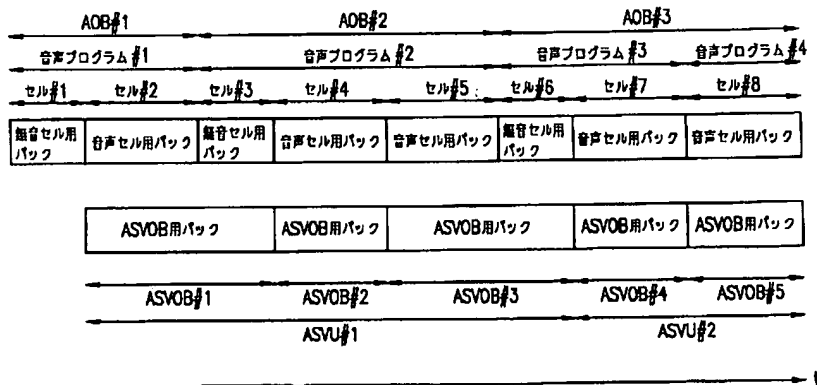 AOB#1 AOB#2 AOB#3
音声プログラム#1 音声プログラム#2 音声プログラム#3 音声プログラム#4
セル#1 セル#2 セル#3 セル#4 セル#5 セル#6 セル#7 セル#8
無音セル用パック 音声セル用パック 無音セル用パック 音声セル用パック 音声セル用パック 無音セル用パック 音声セル用パック 音声セル用パック
ASVOB用パック ASVOB用パック ASVOB用パック ASVOB用パック ASVOB用パック
ASVOB#1 ASVOB#2 ASVOB#3 ASVOB#4 ASVOB#5
ASVU#1 ASVU#2